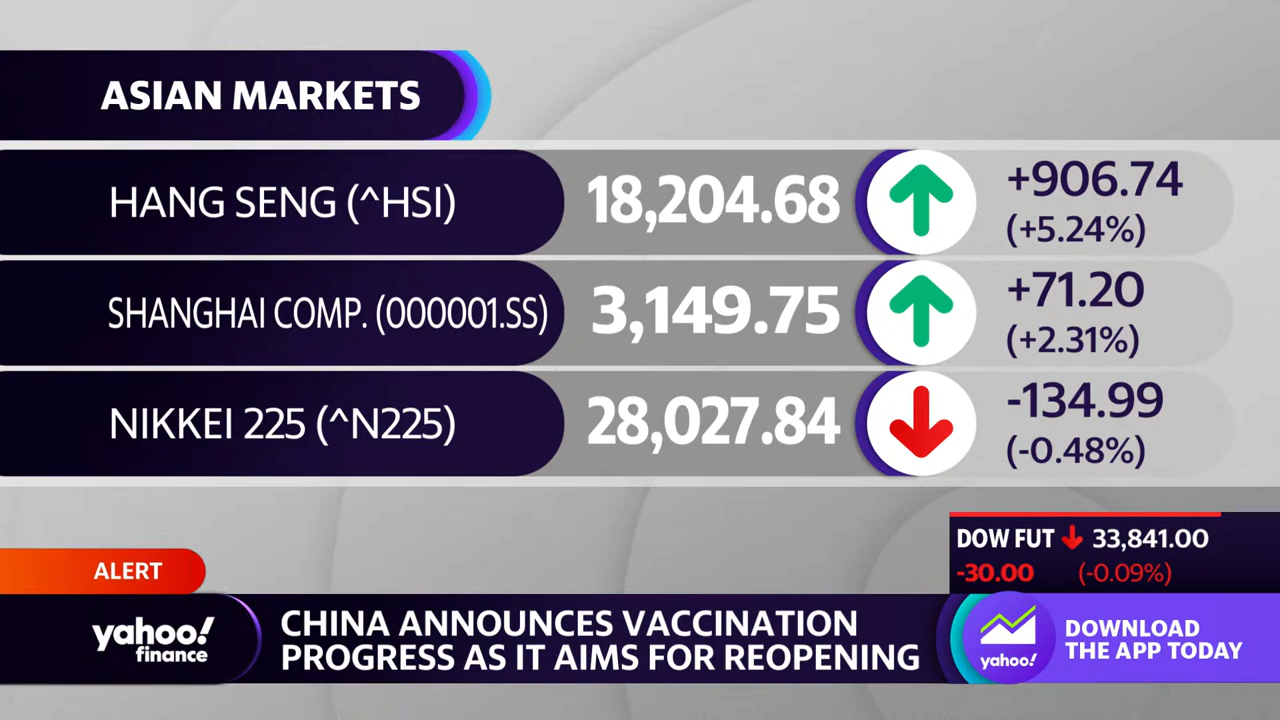 ASIAN MARKETS
HANG SENG (^HSI) 18,204.68 +906.74
(+5.24%)
SHANGHAI COMP. (000001.SS) 3,149.75 +71.20
(+2.31%)
NIKKEI 225 (^N225) 28,027.84 -134.99
(-0.48%)
DOW FUT 33,841.00
-30.00 (-0.09%)
ALERT
yahoo!
finance
CHINA ANNOUNCES VACCINATION
PROGRESS AS IT AIMS FOR REOPENING
yahoo!
DOWNLOAD
THE APP TODAY